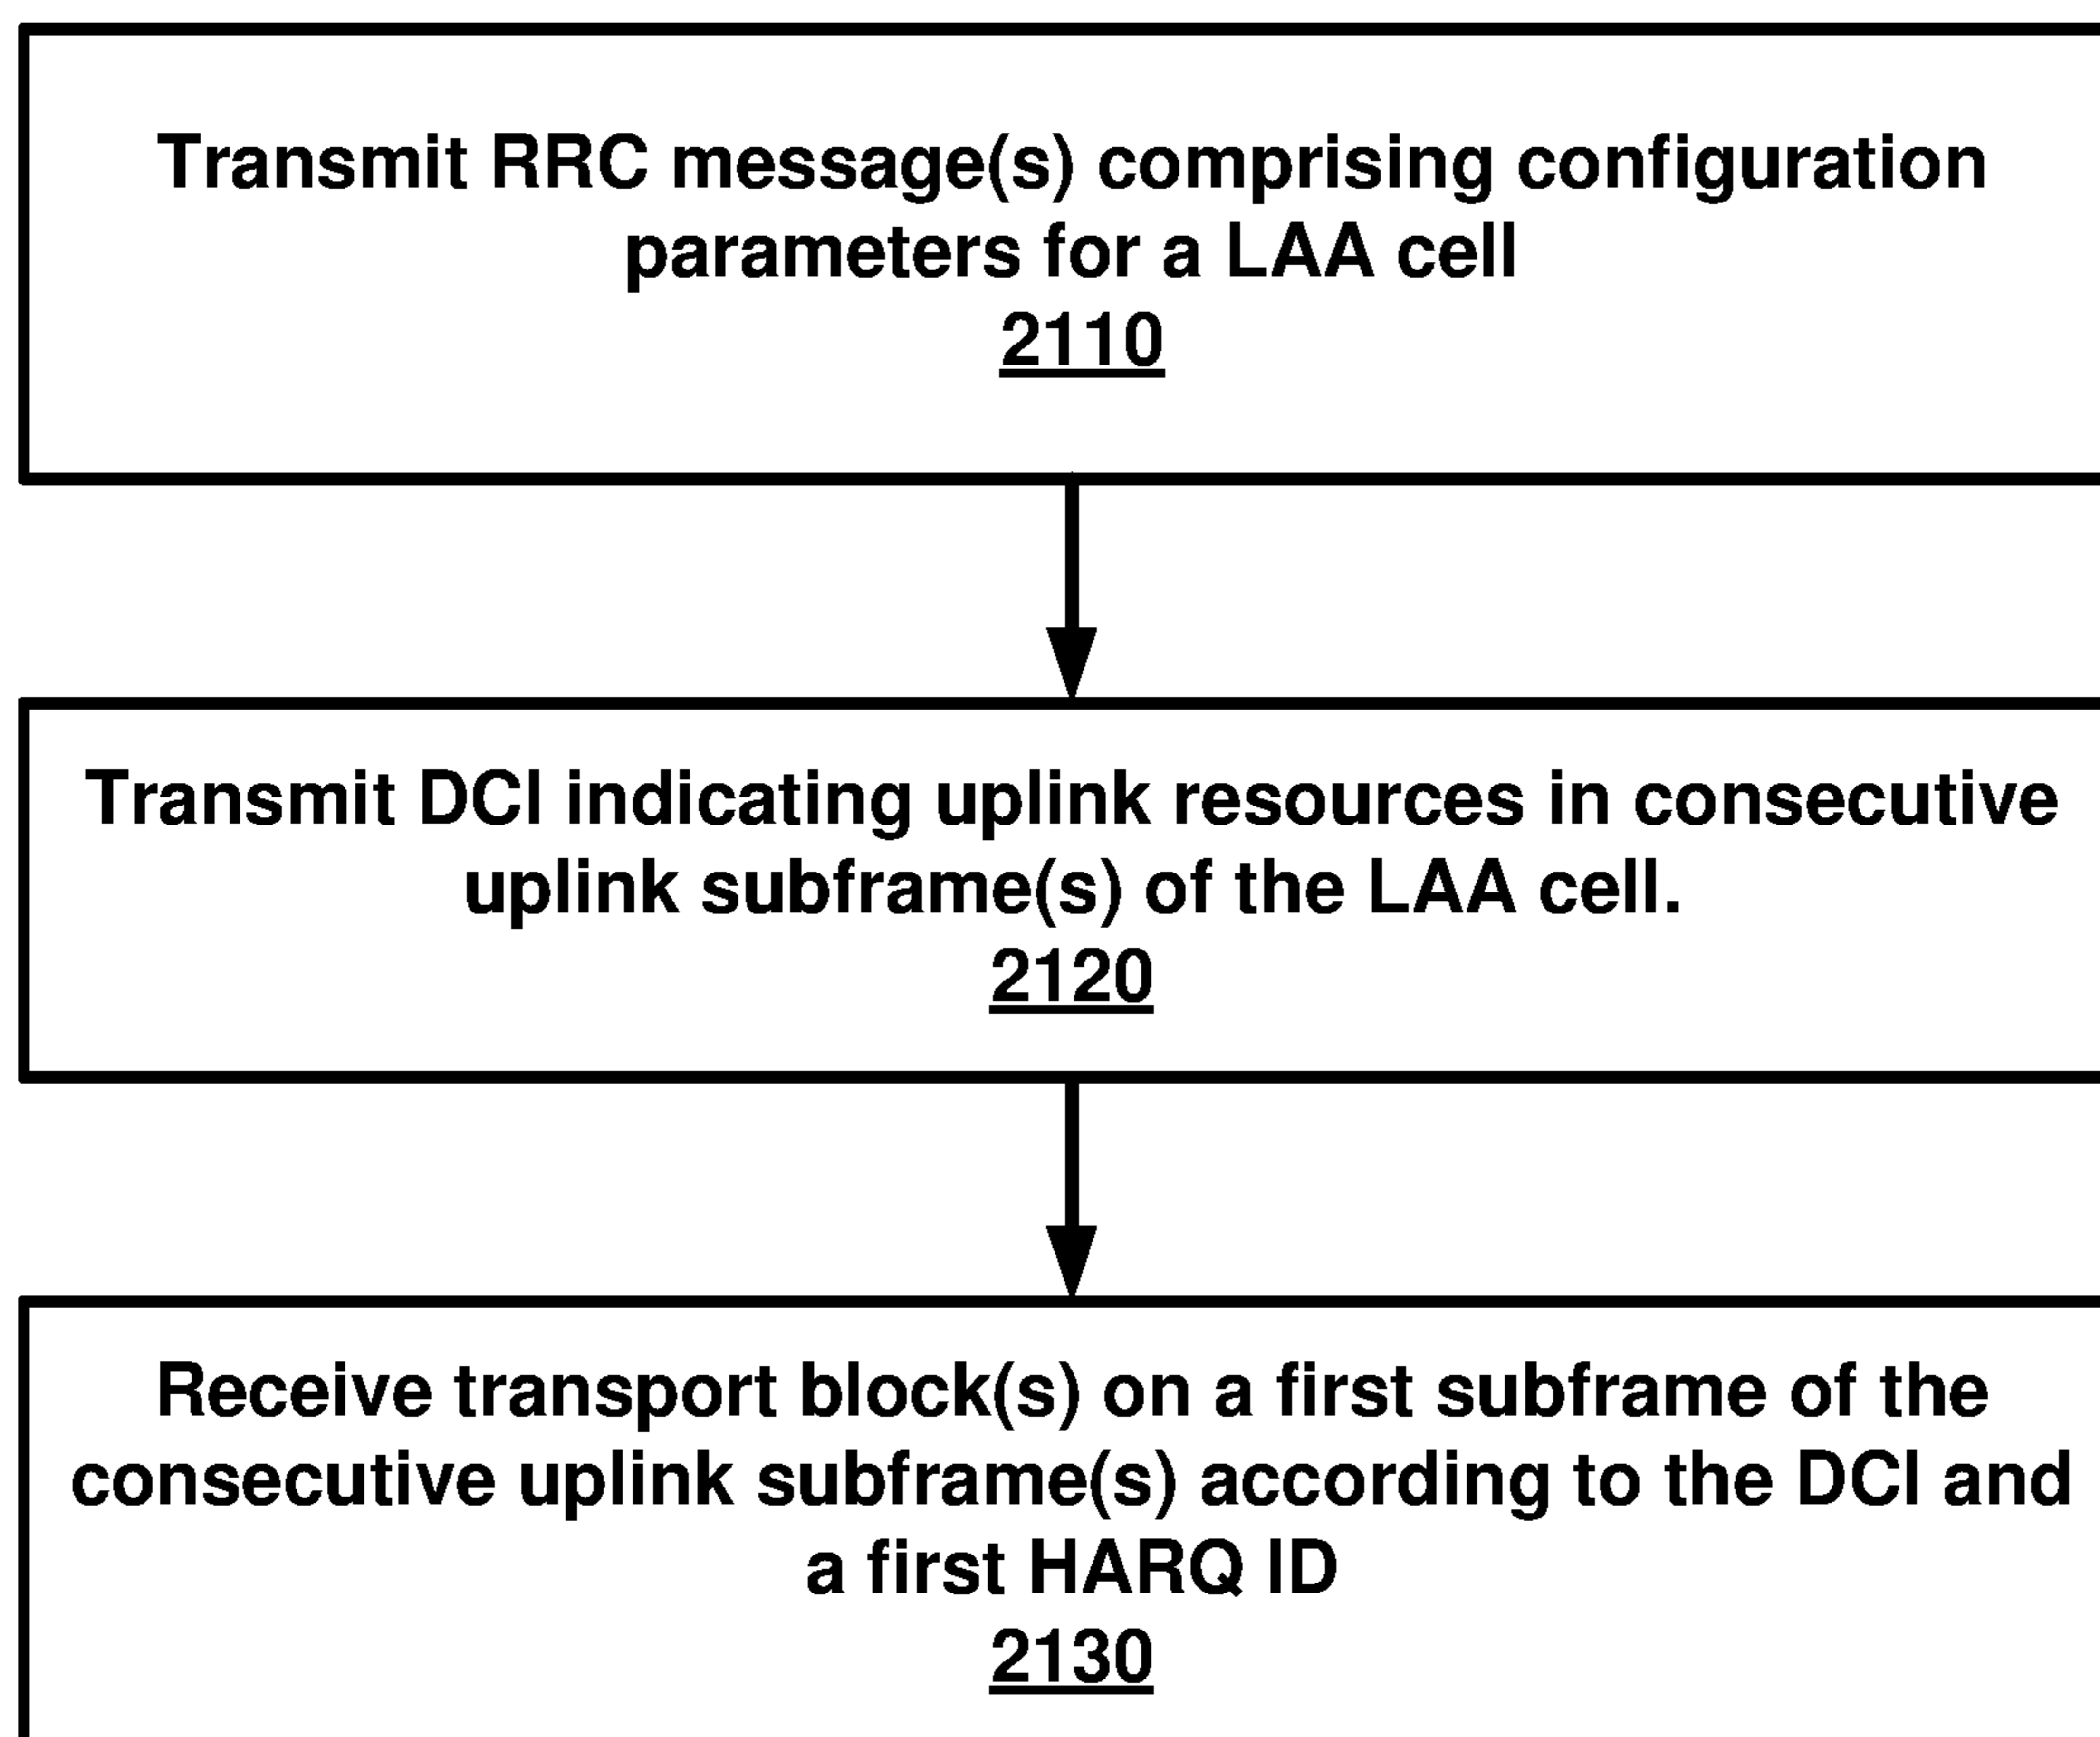 Transmit RRC message(s) comprising configuration
parameters for a LAA cell
2110
Transmit DCI indicating uplink resources in consecutive
uplink subframe(s) of the LAA cell.
2120
Receive transport block(s) on a first subframe of the
consecutive uplink subframe(s) according to the DCI and
a first HARQ ID
2130